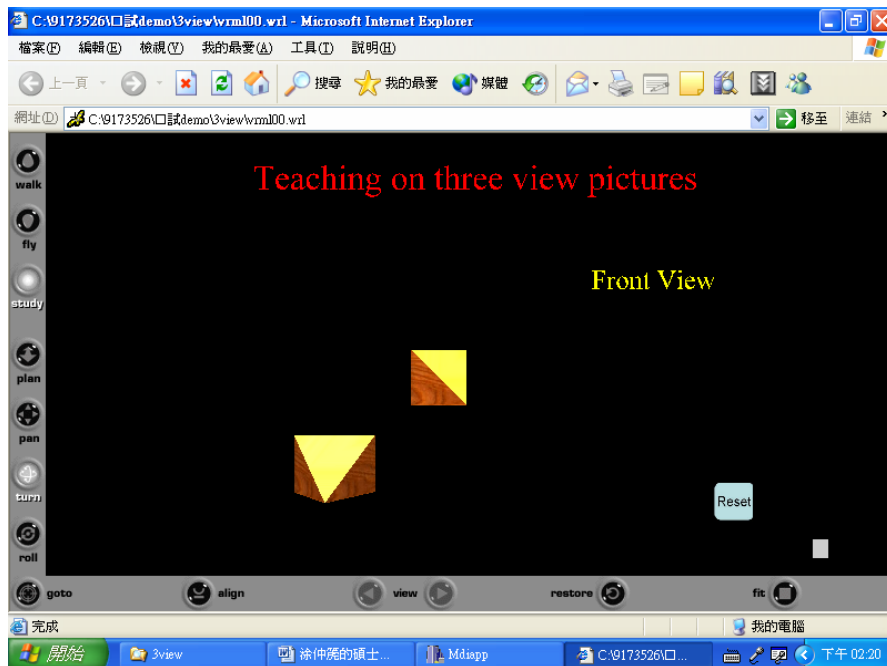 C:\9173526\口試demo\3view\vrml00.wrl - Microsoft Internet Explorer
檔案(F) 編輯(E) 檢視(V) 我的最愛(A) 工具(T) 說明(H)
上一頁 搜尋 我的最愛 媒體
網址(D) C:\9173526\口試demo\3view\vrml00.wrl 移至 連結
walk
fly
study
plan
pan
turn
roll
Teaching on three view pictures
Front View
Reset
goto align view restore fit
完成 我的電腦
開始 3view 涂仲箎的碩士... Mdiapp C:\9173526\口... 下午 02:20